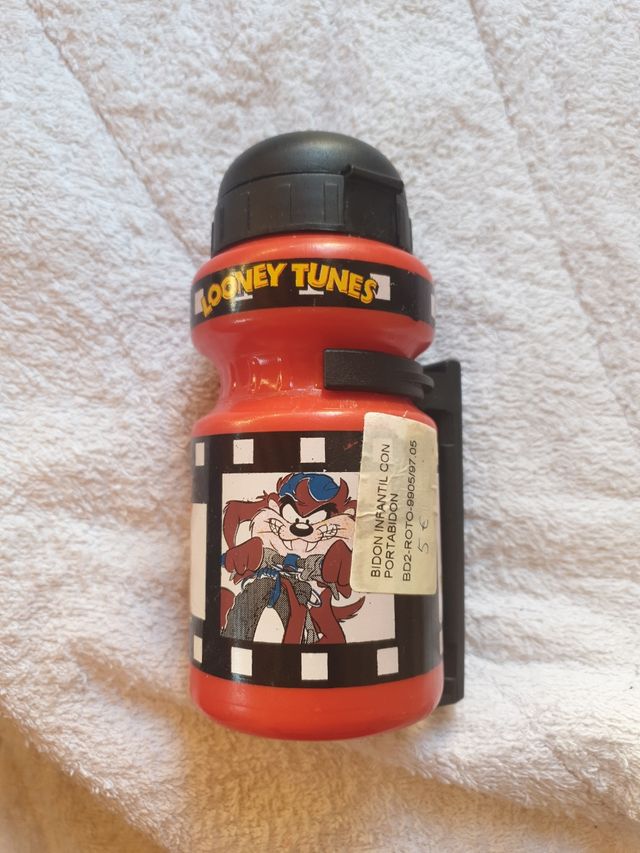 LOONEY TUNES
BIDON INFANTIL CON
PORTABIDON
BD2-ROTO-9905/97.05
5 €